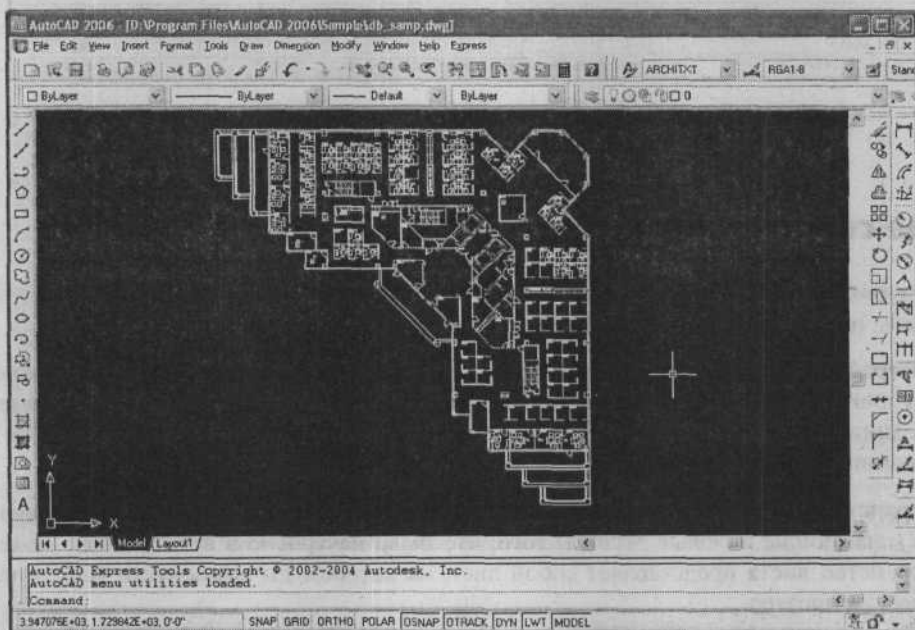 AutoCAD 2006 - [D:\Program Files\AutoCAD 2006\Sample\db_samp.dwg]
File Edit View Insert Format Tools Draw Dimension Modify Window Help Express
ARCHITXT RGA1-8 Stan
ByLayer ByLayer Default ByLayer 0
A
Y
X
Model Layout1
AutoCAD Express Tools Copyright © 2002-2004 Autodesk, Inc.
AutoCAD menu utilities loaded.
Command:
3.947076E+03, 1.729842E+03, 0'-0" SNAP GRID ORTHO POLAR OSNAP OTRACK DYN LWT MODEL